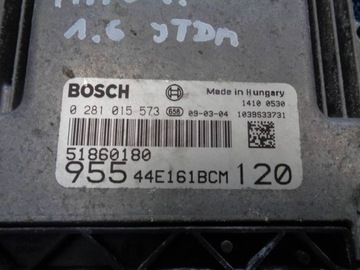 1.6 JTDM
BOSCH
Made in Hungary
1410 0530
0 281 015 573 658 09-03-04 1039S33731
51860180
955 44E161BCM 120